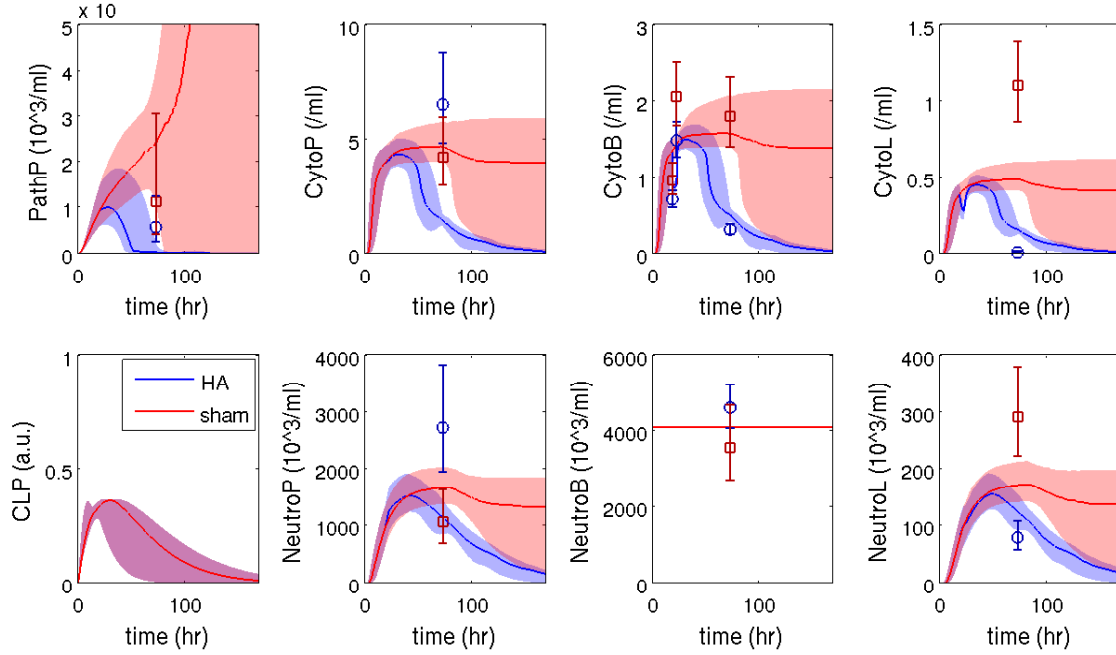 x 10
5
4
3
2
1
0
0
100
PathP (10^3/ml)
time (hr)
10
5
0
0
100
CytoP (/ml)
time (hr)
3
2
1
0
0
100
CytoB (/ml)
time (hr)
1.5
1
0.5
0
0
100
CytoL (/ml)
time (hr)
1
0.5
0
0
100
CLP (a.u.)
HA
sham
time (hr)
4000
3000
2000
1000
0
0
100
NeutroP (10^3/ml)
time (hr)
6000
4000
2000
0
0
100
NeutroB (10^3/ml)
time (hr)
400
300
200
100
0
0
100
NeutroL (10^3/ml)
time (hr)